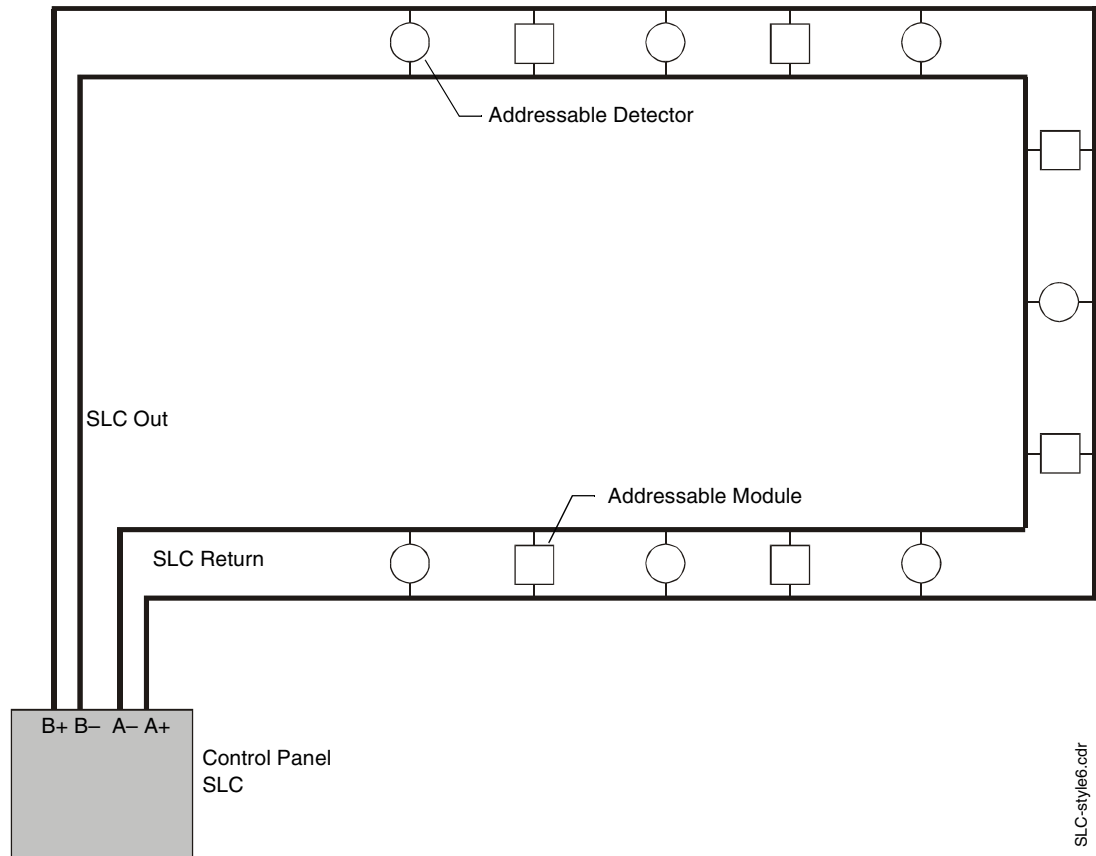 Addressable Detector
SLC Out
Addressable Module
SLC Return
B+ B– A– A+
Control Panel
SLC
SLC-style6.cdr